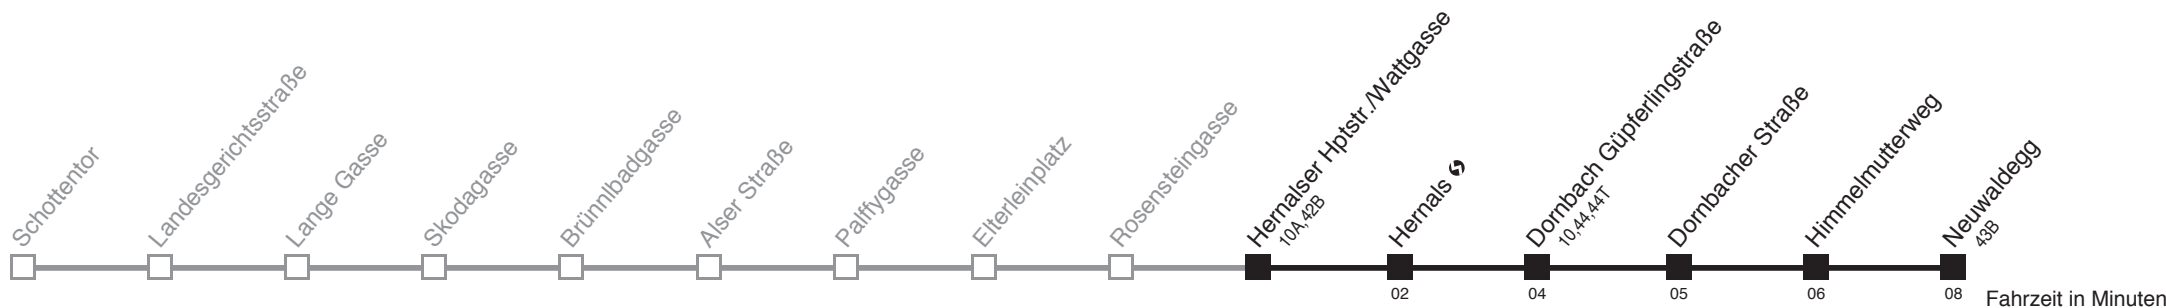 Schottentor
Landesgerichtsstraße
Lange Gasse
Skodagasse
Brünnlbadgasse
Alser Straße
Palffygasse
Elterleinplatz
Rosensteingasse
Hernalser Hptstr./Wattgasse
10A,42B
Hernals
Dornbach Güpferlingstraße
10,44,44T
Dornbacher Straße
Himmelmutterweg
Neuwaldegg
43B
02 04 05 06 08 Fahrzeit in Minuten